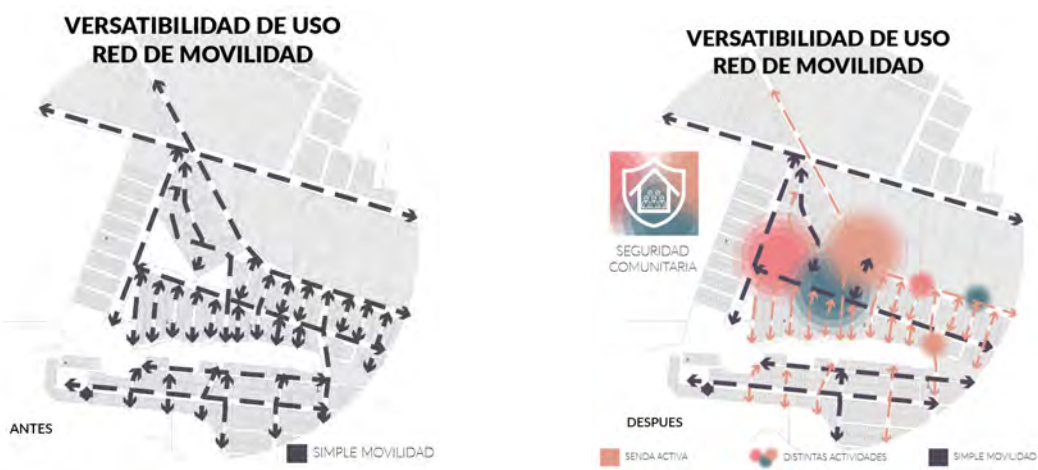 VERSATIBILIDAD DE USO
RED DE MOVILIDAD
ANTES
SIMPLE MOVILIDAD
VERSATIBILIDAD DE USO
RED DE MOVILIDAD
SEGURIDAD
COMUNITARIA
DESPUES
SENDA ACTIVA
DISTINTAS ACTIVIDADES
SIMPLE MOVILIDAD